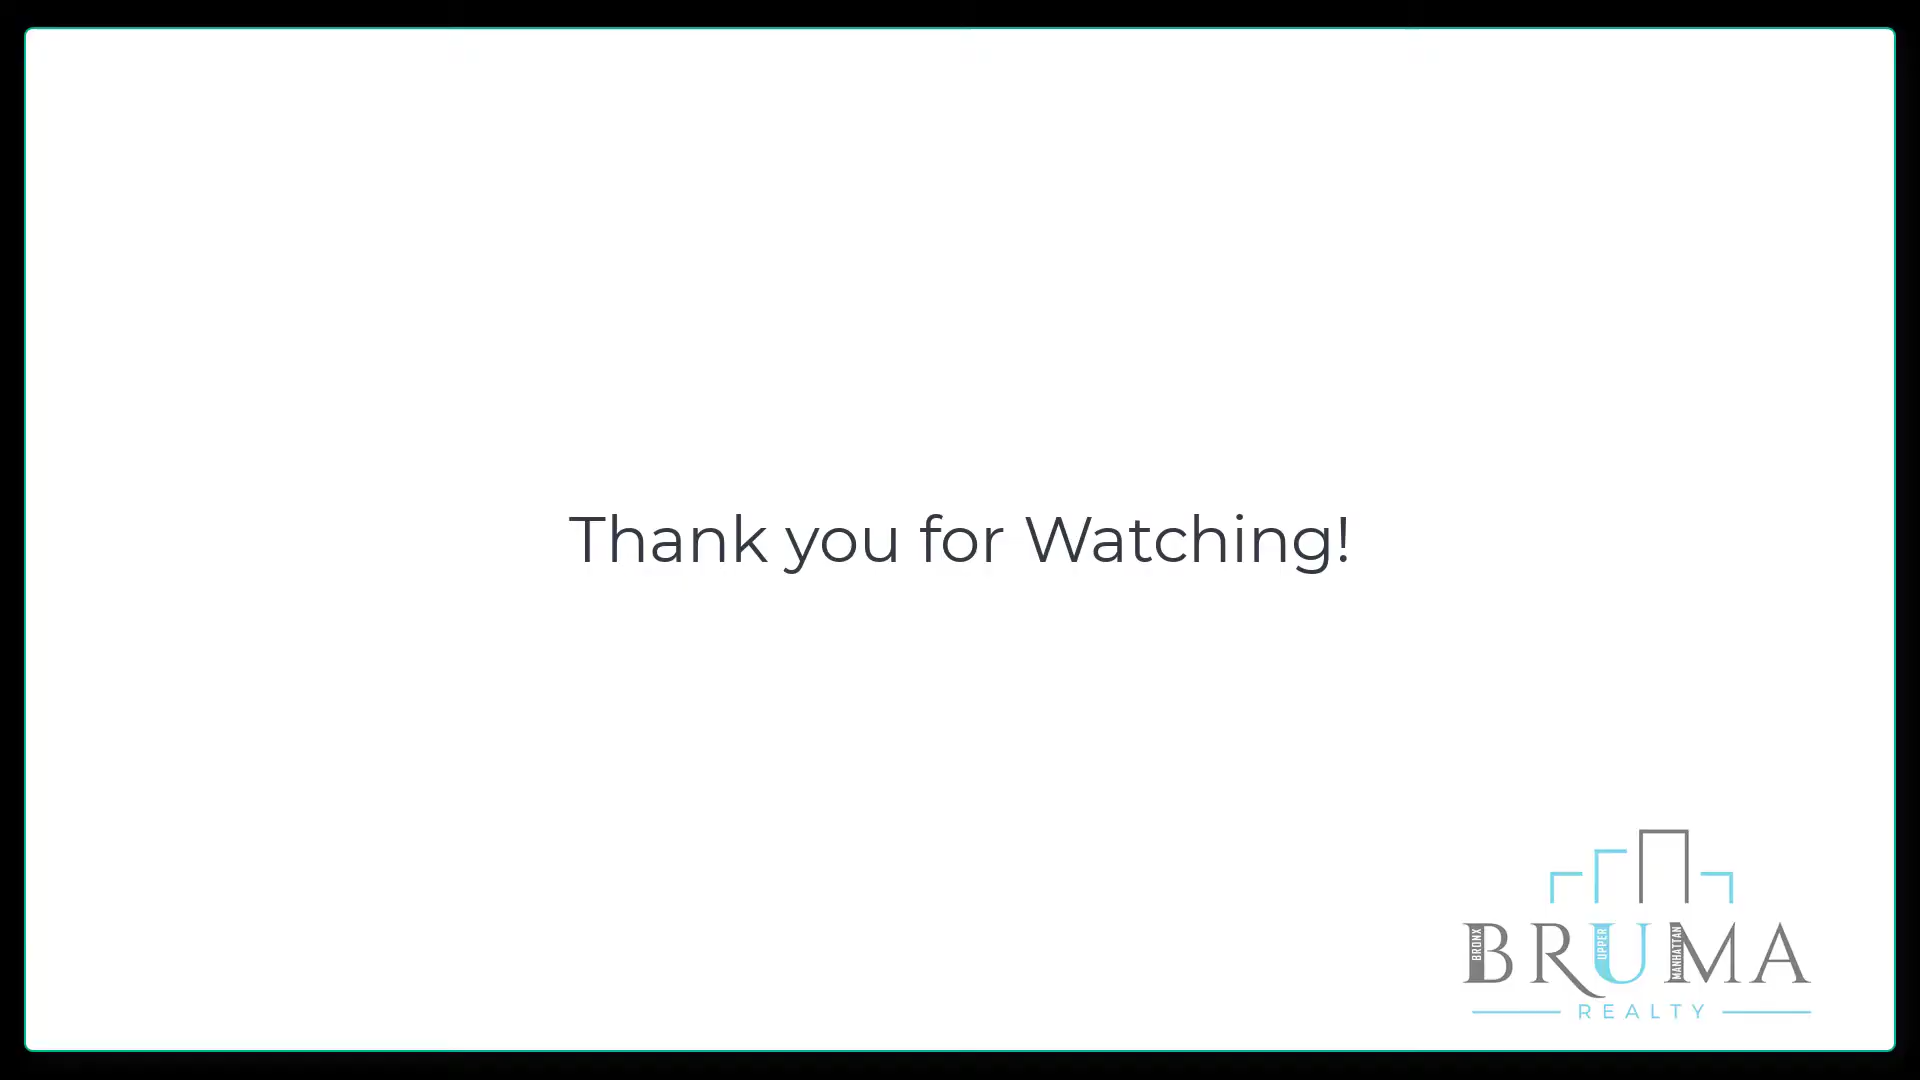 Thank you for Watching!
BRONX
UPPER
MANHATTAN
BRUMA
REALTY